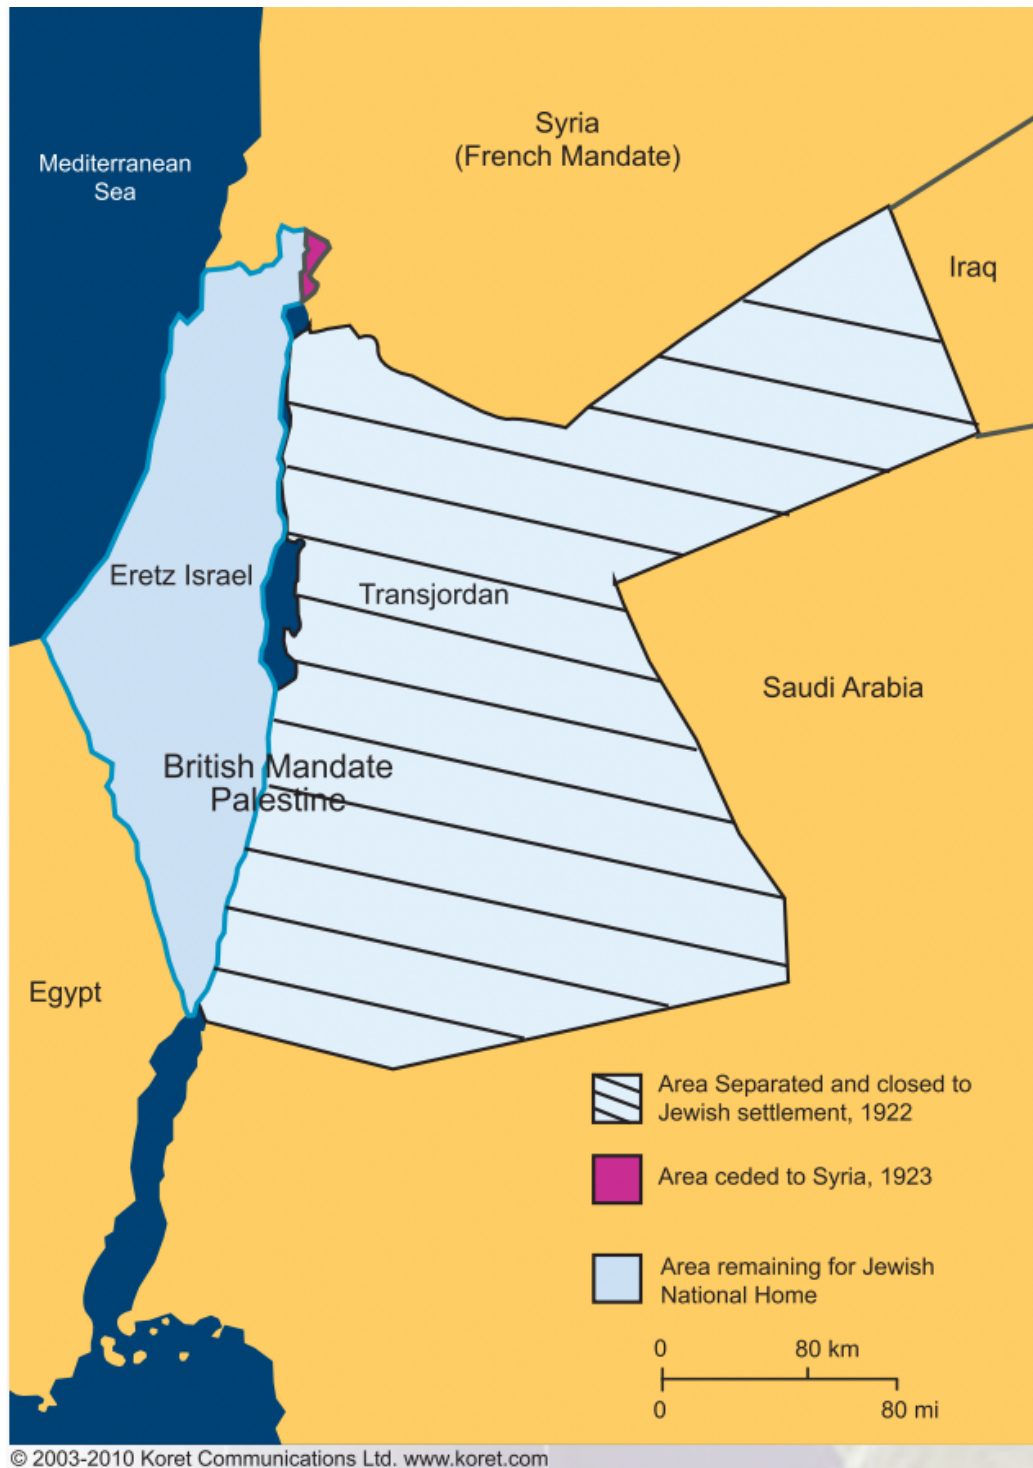 Syria
(French Mandate)
Mediterranean
Sea
Iraq
Eretz Israel
Transjordan
Saudi Arabia
British Mandate
Palestine
Egypt
Area Separated and closed to
Jewish settlement, 1922
Area ceded to Syria, 1923
Area remaining for Jewish
National Home
0 80 km
0 80 mi
© 2003-2010 Koret Communications Ltd. www.koret.com